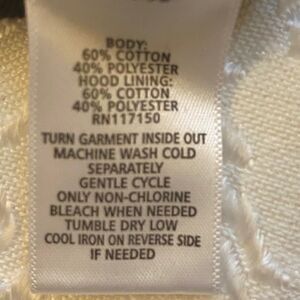 BODY:
60% COTTON
40% POLYESTER
HOOD LINING:
60% COTTON
40% POLYESTER
RN117150
TURN GARMENT INSIDE OUT
MACHINE WASH COLD
SEPARATELY
GENTLE CYCLE
ONLY NON-CHLORINE
BLEACH WHEN NEEDED
TUMBLE DRY LOW
COOL IRON ON REVERSE SIDE
IF NEEDED